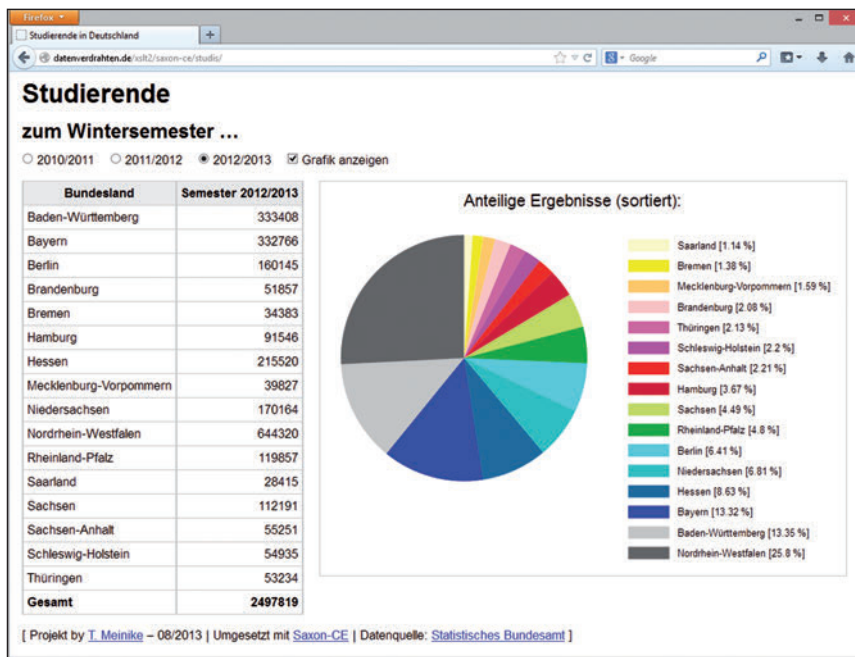 Firefox
Studierende in Deutschland
datenverdrahten.de/xslt2/saxon-ce/studis/
Google
Studierende
zum Wintersemester ...
2010/2011 2011/2012 2012/2013 Grafik anzeigen
Bundesland Semester 2012/2013
Baden-Württemberg 333408
Bayern 332766
Berlin 160145
Brandenburg 51857
Bremen 34383
Hamburg 91546
Hessen 215520
Mecklenburg-Vorpommern 39827
Niedersachsen 170164
Nordrhein-Westfalen 644320
Rheinland-Pfalz 119857
Saarland 28415
Sachsen 112191
Sachsen-Anhalt 55251
Schleswig-Holstein 54935
Thüringen 53234
Gesamt 2497819
Anteilige Ergebnisse (sortiert):
Saarland [1.14 %]
Bremen [1.38 %]
Mecklenburg-Vorpommern [1.59 %]
Brandenburg [2.08 %]
Thüringen [2.13 %]
Schleswig-Holstein [2.2 %]
Sachsen-Anhalt [2.21 %]
Hamburg [3.67 %]
Sachsen [4.49 %]
Rheinland-Pfalz [4.8 %]
Berlin [6.41 %]
Niedersachsen [6.81 %]
Hessen [8.63 %]
Bayern [13.32 %]
Baden-Württemberg [13.35 %]
Nordrhein-Westfalen [25.8 %]
[ Projekt by T. Meinike – 08/2013 | Umgesetzt mit Saxon-CE | Datenquelle: Statistisches Bundesamt ]